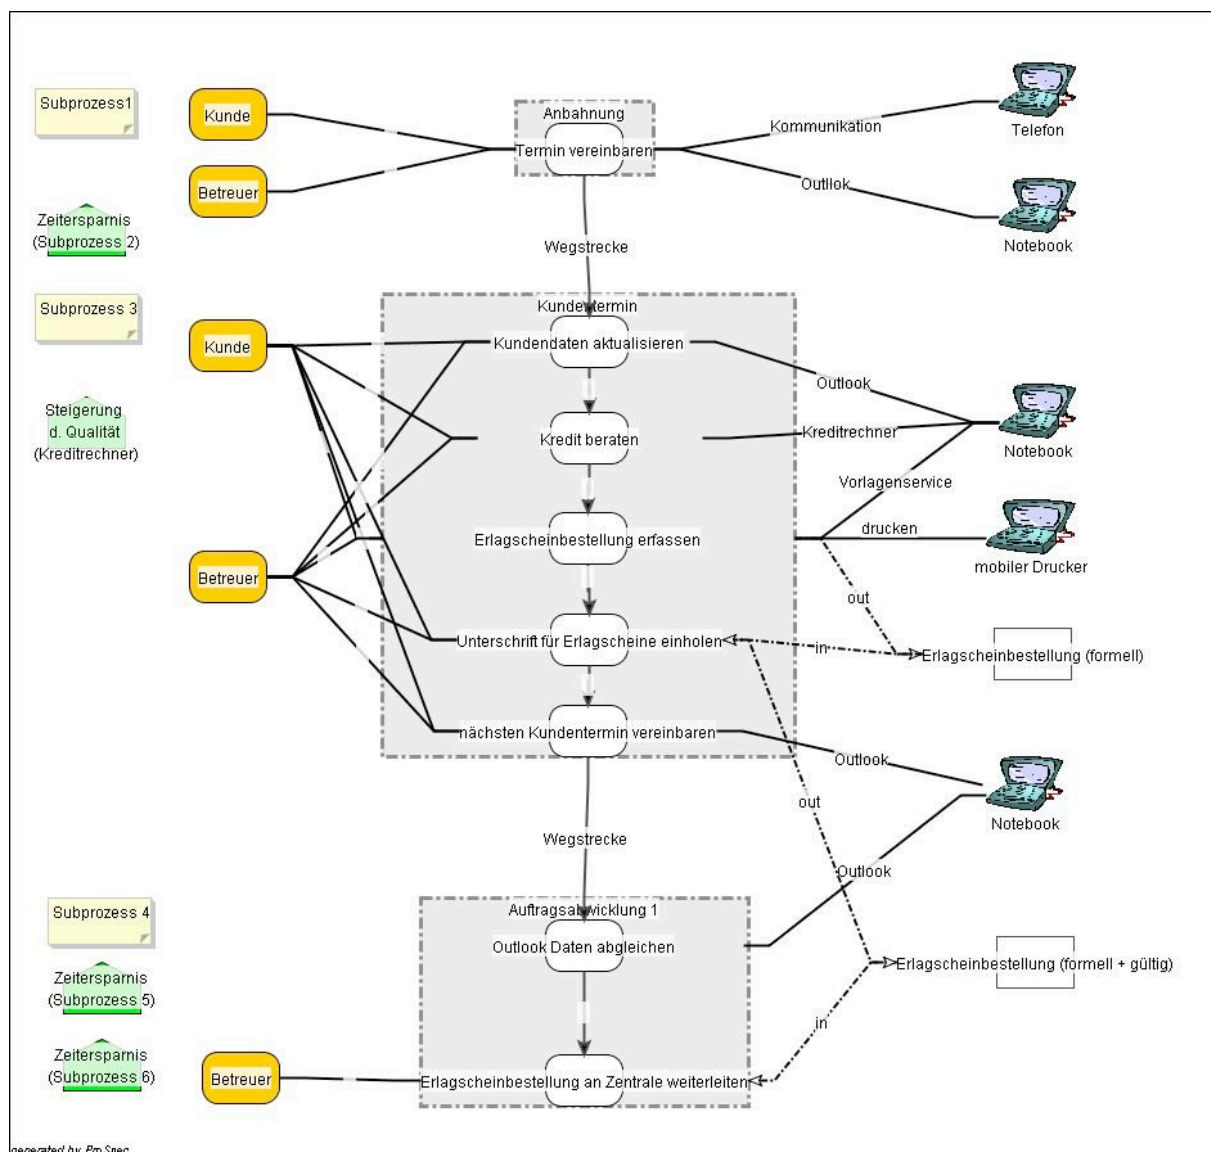 Subprozess1
Kunde
Anbahnung
Kommunikation
Telefon
Termin vereinbaren
Betreuer
Outllok
Notebook
Zeitersparnis
(Subprozess 2)
Wegstrecke
Subprozess 3
Kundentermin
Kunde
Kundendaten aktualisieren
Outlook
Notebook
Steigerung
d. Qualität
(Kreditrechner)
Kredit beraten
Kreditrechner
Vorlagenservice
Erlagscheinbestellung erfassen
drucken
mobiler Drucker
Betreuer
out
Unterschrift für Erlagscheine einholen
in
Erlagscheinbestellung (formell)
nächsten Kundentermin vereinbaren
Outlook
out
Notebook
Wegstrecke
Outlook
Subprozess 4
Auftragsabwicklung 1
Outlook Daten abgleichen
Erlagscheinbestellung (formell + gültig)
Zeitersparnis
(Subprozess 5)
in
Zeitersparnis
(Subprozess 6)
Betreuer
Erlagscheinbestellung an Zentrale weiterleiten
generated by